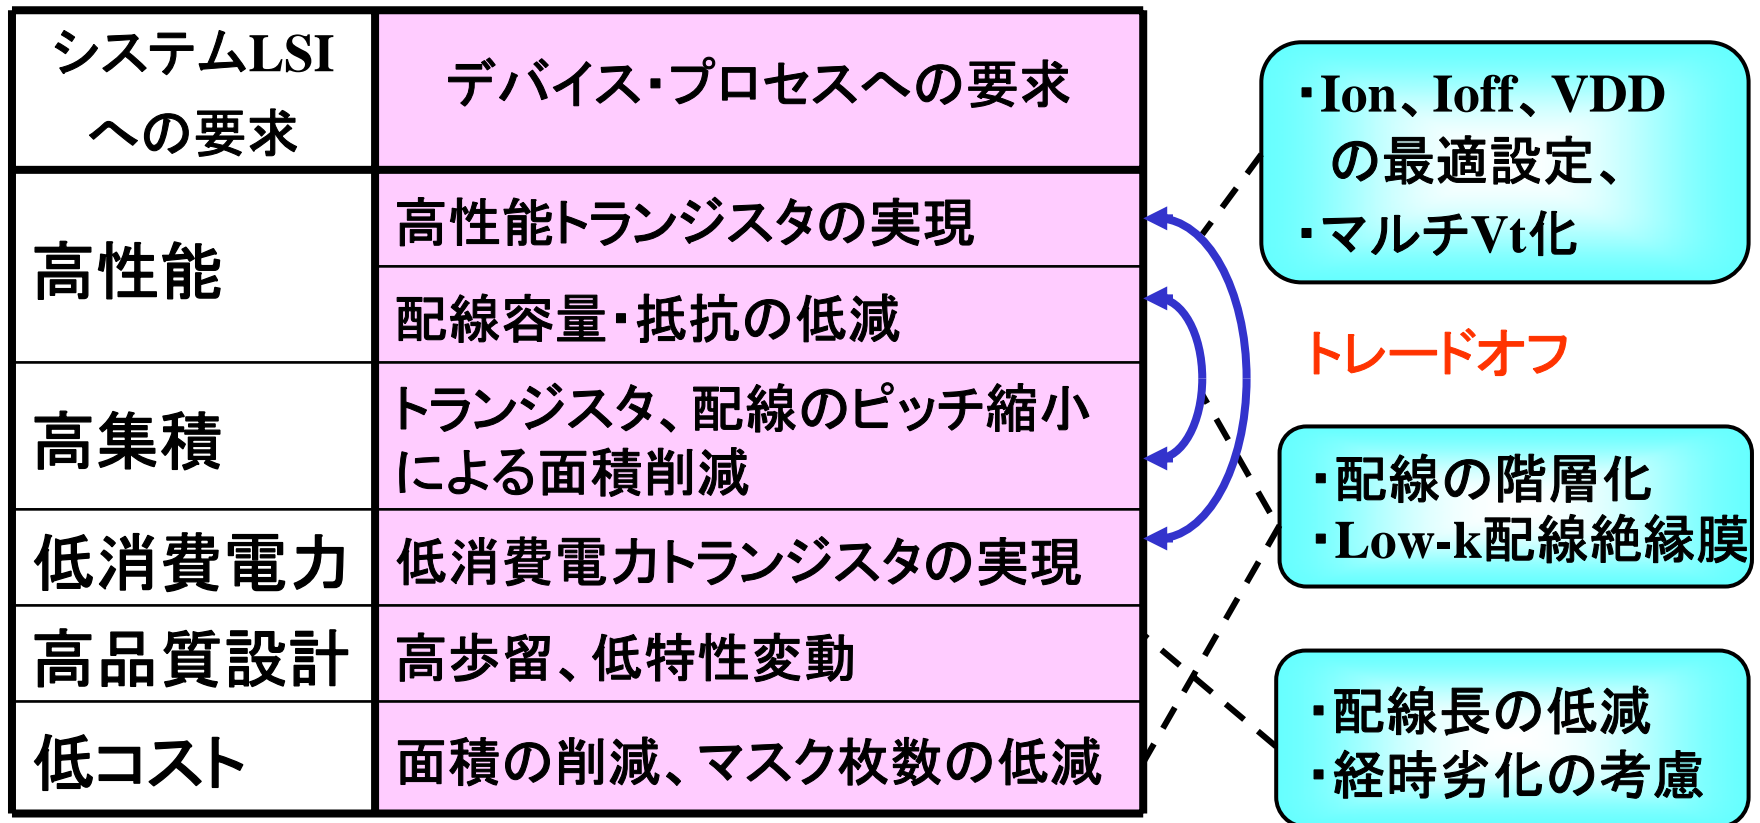 システムLSI
への要求
デバイス・プロセスへの要求
高性能
高性能トランジスタの実現
配線容量・抵抗の低減
高集積
トランジスタ、配線のピッチ縮小
による面積削減
低消費電力
低消費電力トランジスタの実現
高品質設計
高歩留、低特性変動
低コスト
面積の削減、マスク枚数の低減
・Ion、Ioff、VDD
の最適設定、
・マルチVt化
トレードオフ
・配線の階層化
・Low-k配線絶縁膜
・配線長の低減
・経時劣化の考慮